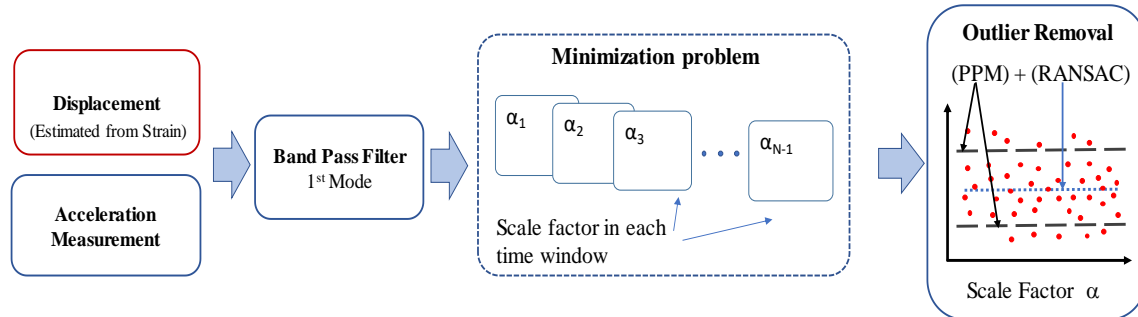 Displacement
(Estimated from Strain)
Acceleration
Measurement
Band Pass Filter
1st Mode
Minimization problem
α1
α2
α3
αN-1
Scale factor in each
time window
Outlier Removal
(PPM) + (RANSAC)
Scale Factor α